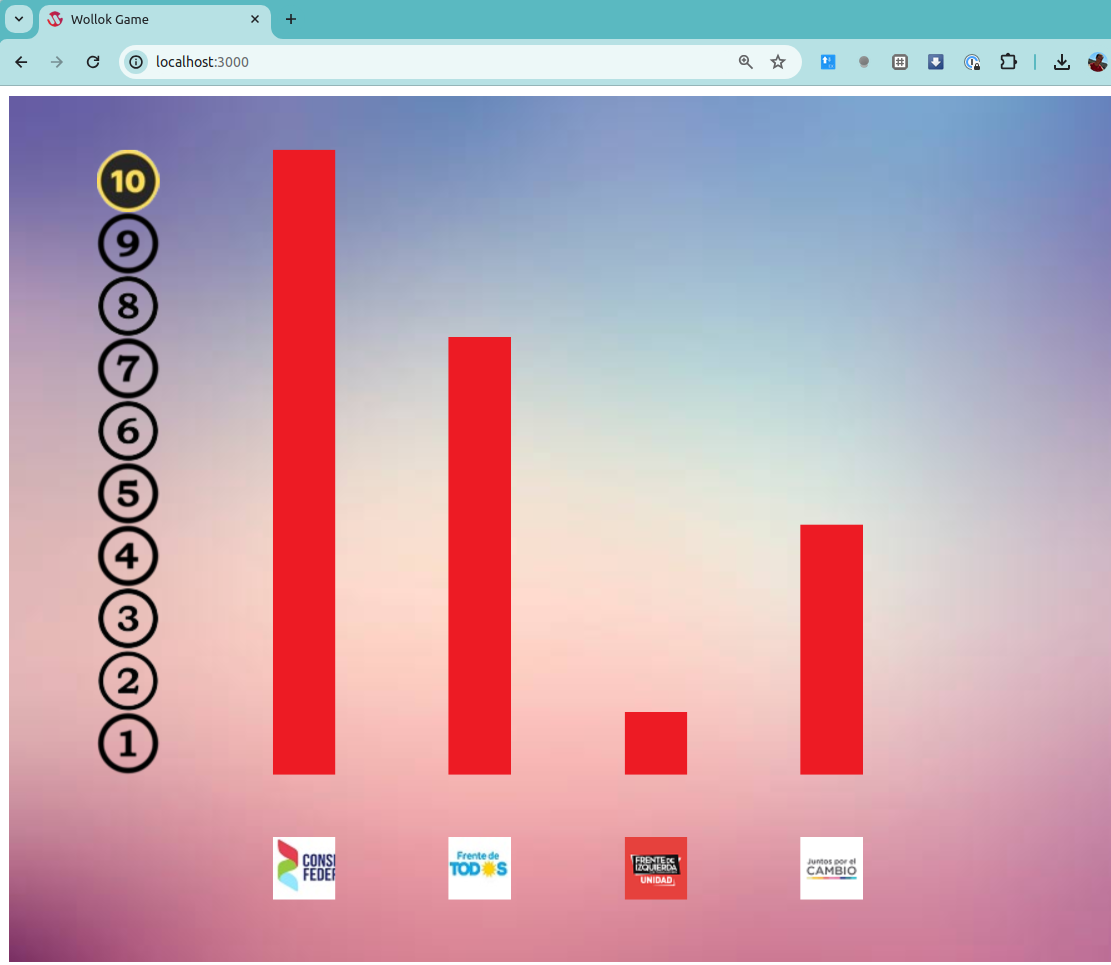 Wollok Game
localhost:3000
10
9
8
7
6
5
4
3
2
1
CONS
FEDER
Frente de
TODOS
FRENTE DE
IZQUIERDA
UNIDAD
Juntos por el
CAMBIO